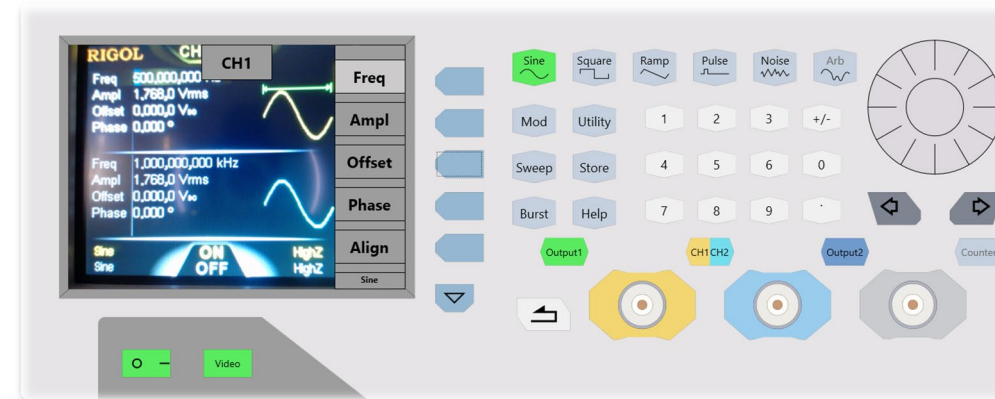 RIGOL CH
CH1
Freq 500,000,000
Ampl 1,768,0 Vrms
Offset 0,000,0 V
Phase 0,000 °
Freq 1,000,000,000 kHz
Ampl 1,768,0 Vrms
Offset 0,000,0 V
Phase 0,000 °
Sine ON HighZ
Sine OFF HighZ
Freq
Ampl
Offset
Phase
Align
Sine
Sine Square Ramp Pulse Noise Arb
Mod Utility 1 2 3 +/-
Sweep Store 4 5 6 0
Burst Help 7 8 9 .
Output1 CH1 CH2 Output2 Counter
O – Video